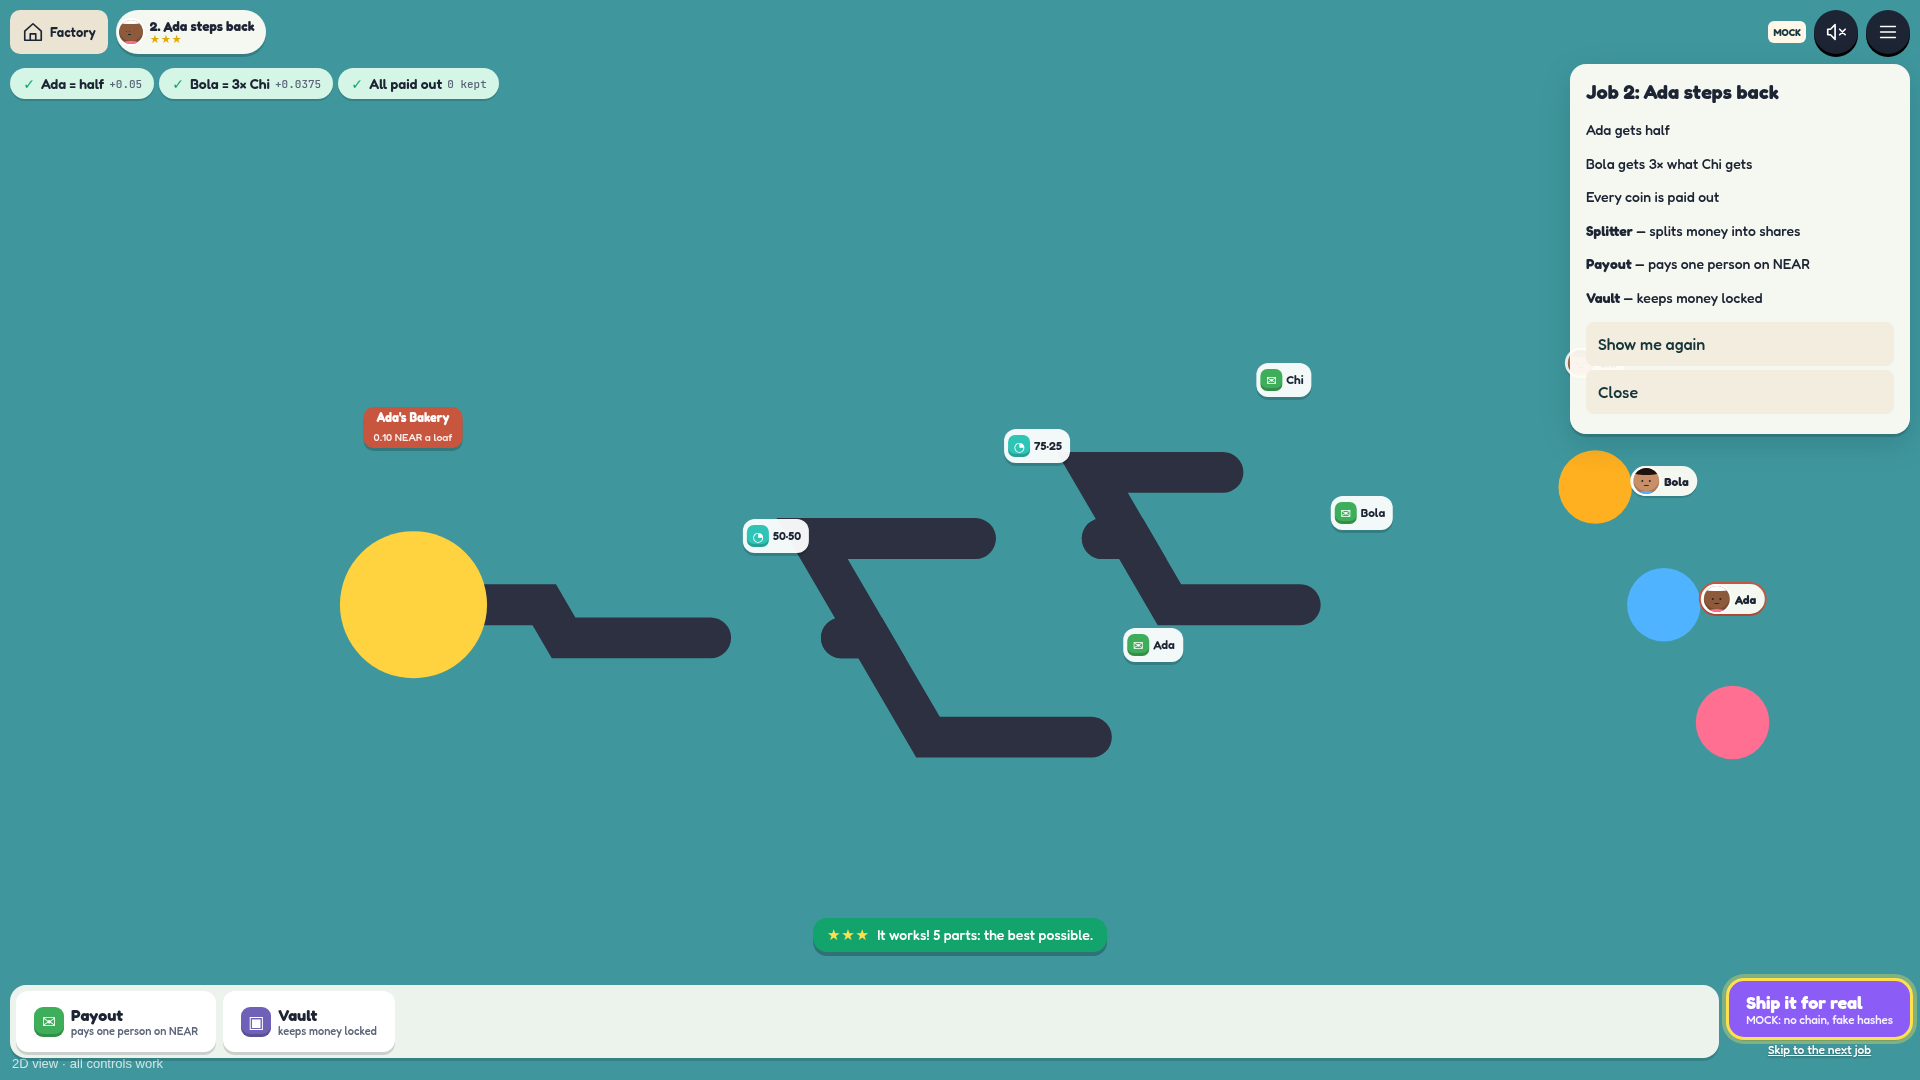 Factory
2. Ada steps back
★★★
MOCK
✓ Ada = half +0.05
✓ Bola = 3× Chi +0.0375
✓ All paid out 0 kept
Job 2: Ada steps back
Ada gets half
Bola gets 3× what Chi gets
Every coin is paid out
Splitter — splits money into shares
Payout — pays one person on NEAR
Vault — keeps money locked
Show me again
Close
Chi
Ada's Bakery
0.10 NEAR a loaf
75·25
Bola
Bola
50·50
Ada
Ada
★★★ It works! 5 parts: the best possible.
Payout
pays one person on NEAR
Vault
keeps money locked
Ship it for real
MOCK: no chain, fake hashes
Skip to the next job
2D view · all controls work